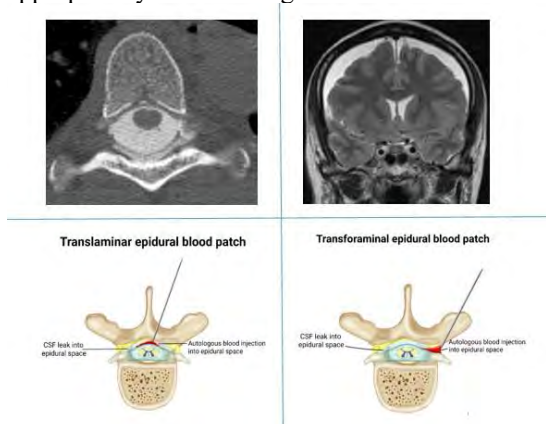 Translaminar epidural blood patch
Transforaminal epidural blood patch
CSF leak into
epidural space
Autologous blood injection
into epidural space
CSF leak into
epidural space
Autologous blood injection
into epidural space